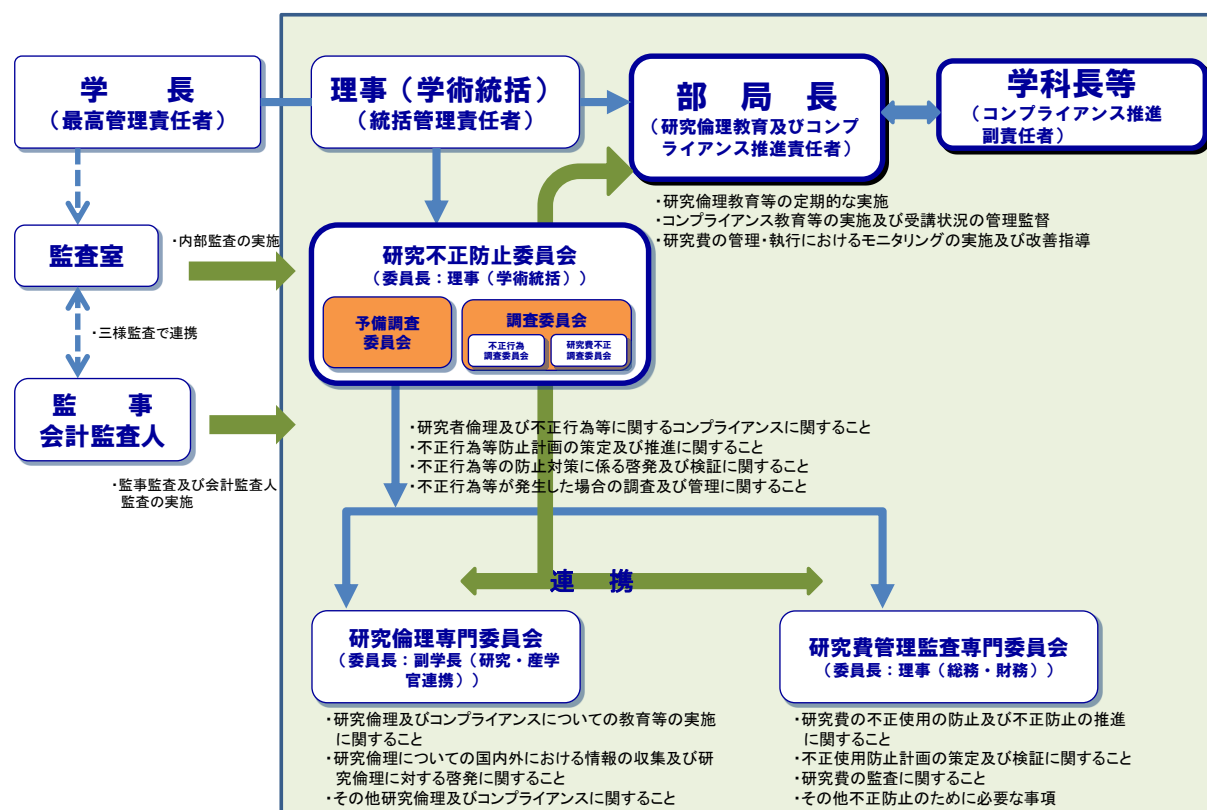 学　長
（最高管理責任者）
理事（学術統括）
（統括管理責任者）
部　局　長
（研究倫理教育及びコンプ
ライアンス推進責任者）
学科長等
（コンプライアンス推進
副責任者）
・研究倫理教育等の定期的な実施
・コンプライアンス教育等の実施及び受講状況の管理監督
・研究費の管理・執行におけるモニタリングの実施及び改善指導
監査室
・内部監査の実施
・三様監査で連携
監　事
会計監査人
・監事監査及び会計監査人
監査の実施
研究不正防止委員会
（委員長：理事（学術統括））
予備調査
委員会
調査委員会
不正行為
調査委員会
研究費不正
調査委員会
・研究者倫理及び不正行為等に関するコンプライアンスに関すること
・不正行為等防止計画の策定及び推進に関すること
・不正行為等の防止対策に係る啓発及び検証に関すること
・不正行為等が発生した場合の調査及び管理に関すること
連　携
研究倫理専門委員会
（委員長：副学長（研究・産学
官連携））
・研究倫理及びコンプライアンスについての教育等の実施
に関すること
・研究倫理についての国内外における情報の収集及び研
究倫理に対する啓発に関すること
・その他研究倫理及びコンプライアンスに関すること
研究費管理監査専門委員会
（委員長：理事（総務・財務））
・研究費の不正使用の防止及び不正防止の推進
に関すること
・不正使用防止計画の策定及び検証に関すること
・研究費の監査に関すること
・その他不正防止のために必要な事項